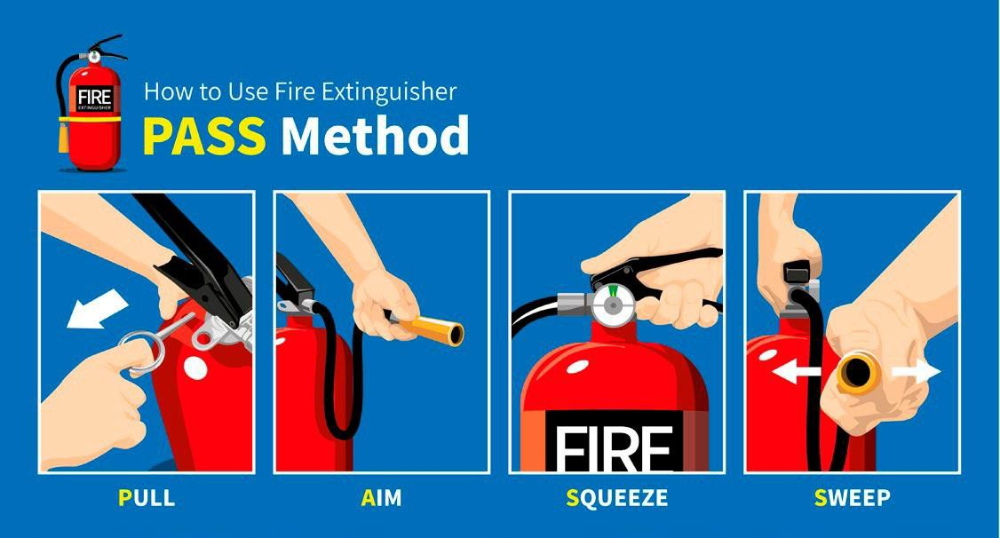 FIRE
EXTINGUISHER
How to Use Fire Extinguisher
PASS Method
FIRE
PULL
AIM
SQUEEZE
SWEEP